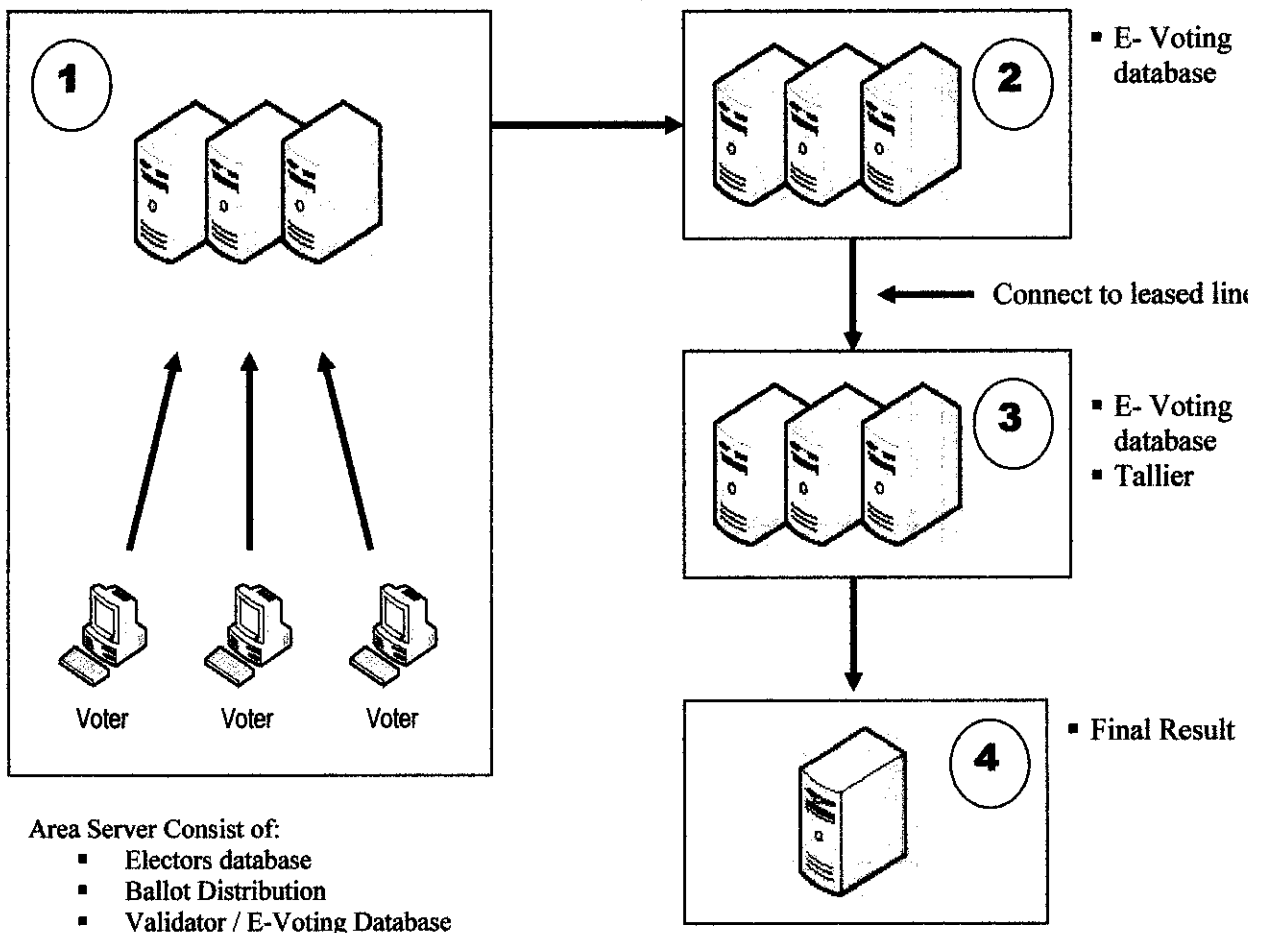 1
Voter Voter Voter
Area Server Consist of:
▪ Electors database
▪ Ballot Distribution
▪ Validator / E-Voting Database
2
▪ E- Voting
database
Connect to leased line
3
▪ E- Voting
database
▪ Tallier
4
▪ Final Result